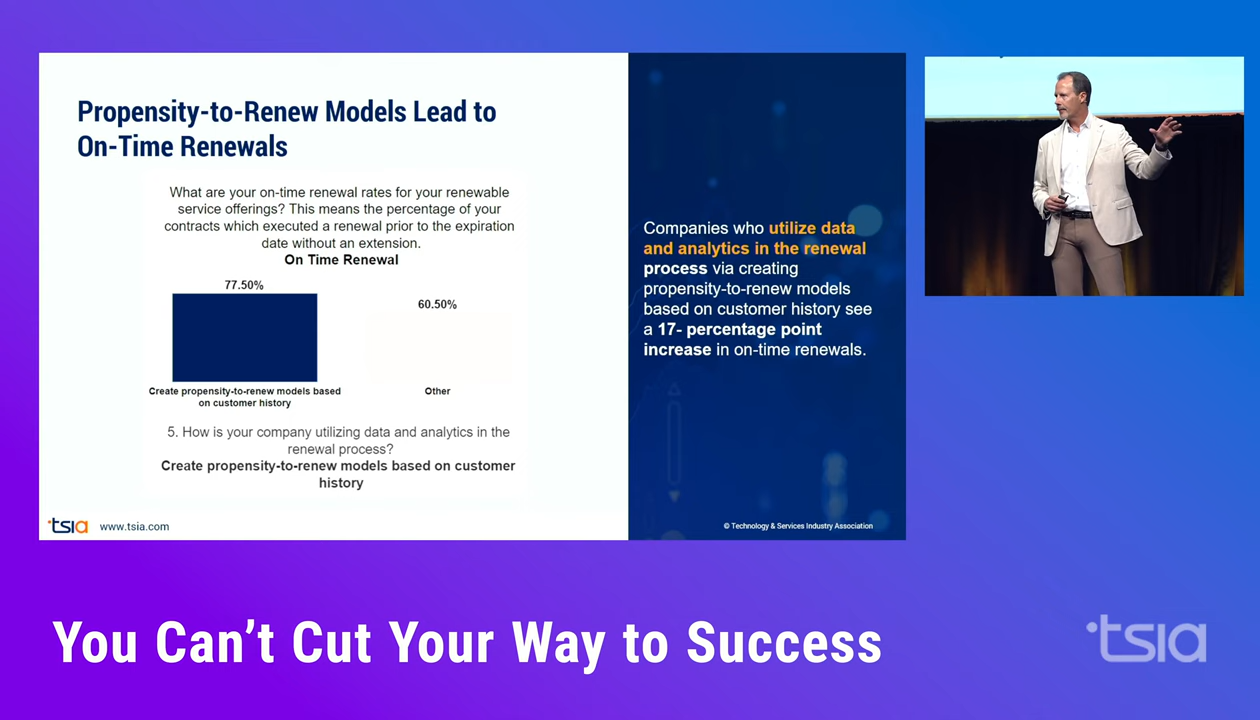 Propensity-to-Renew Models Lead to
On-Time Renewals
What are your on-time renewal rates for your renewable
service offerings? This means the percentage of your
contracts which executed a renewal prior to the expiration
date without an extension.
On Time Renewal
77.50%
60.50%
Create propensity-to-renew models based
on customer history
Other
5. How is your company utilizing data and analytics in the
renewal process?
Create propensity-to-renew models based on customer
history
tsia www.tsia.com
Companies who utilize data
and analytics in the renewal
process via creating
propensity-to-renew models
based on customer history see
a 17- percentage point
increase in on-time renewals.
© Technology & Services Industry Association
You Can’t Cut Your Way to Success
tsia